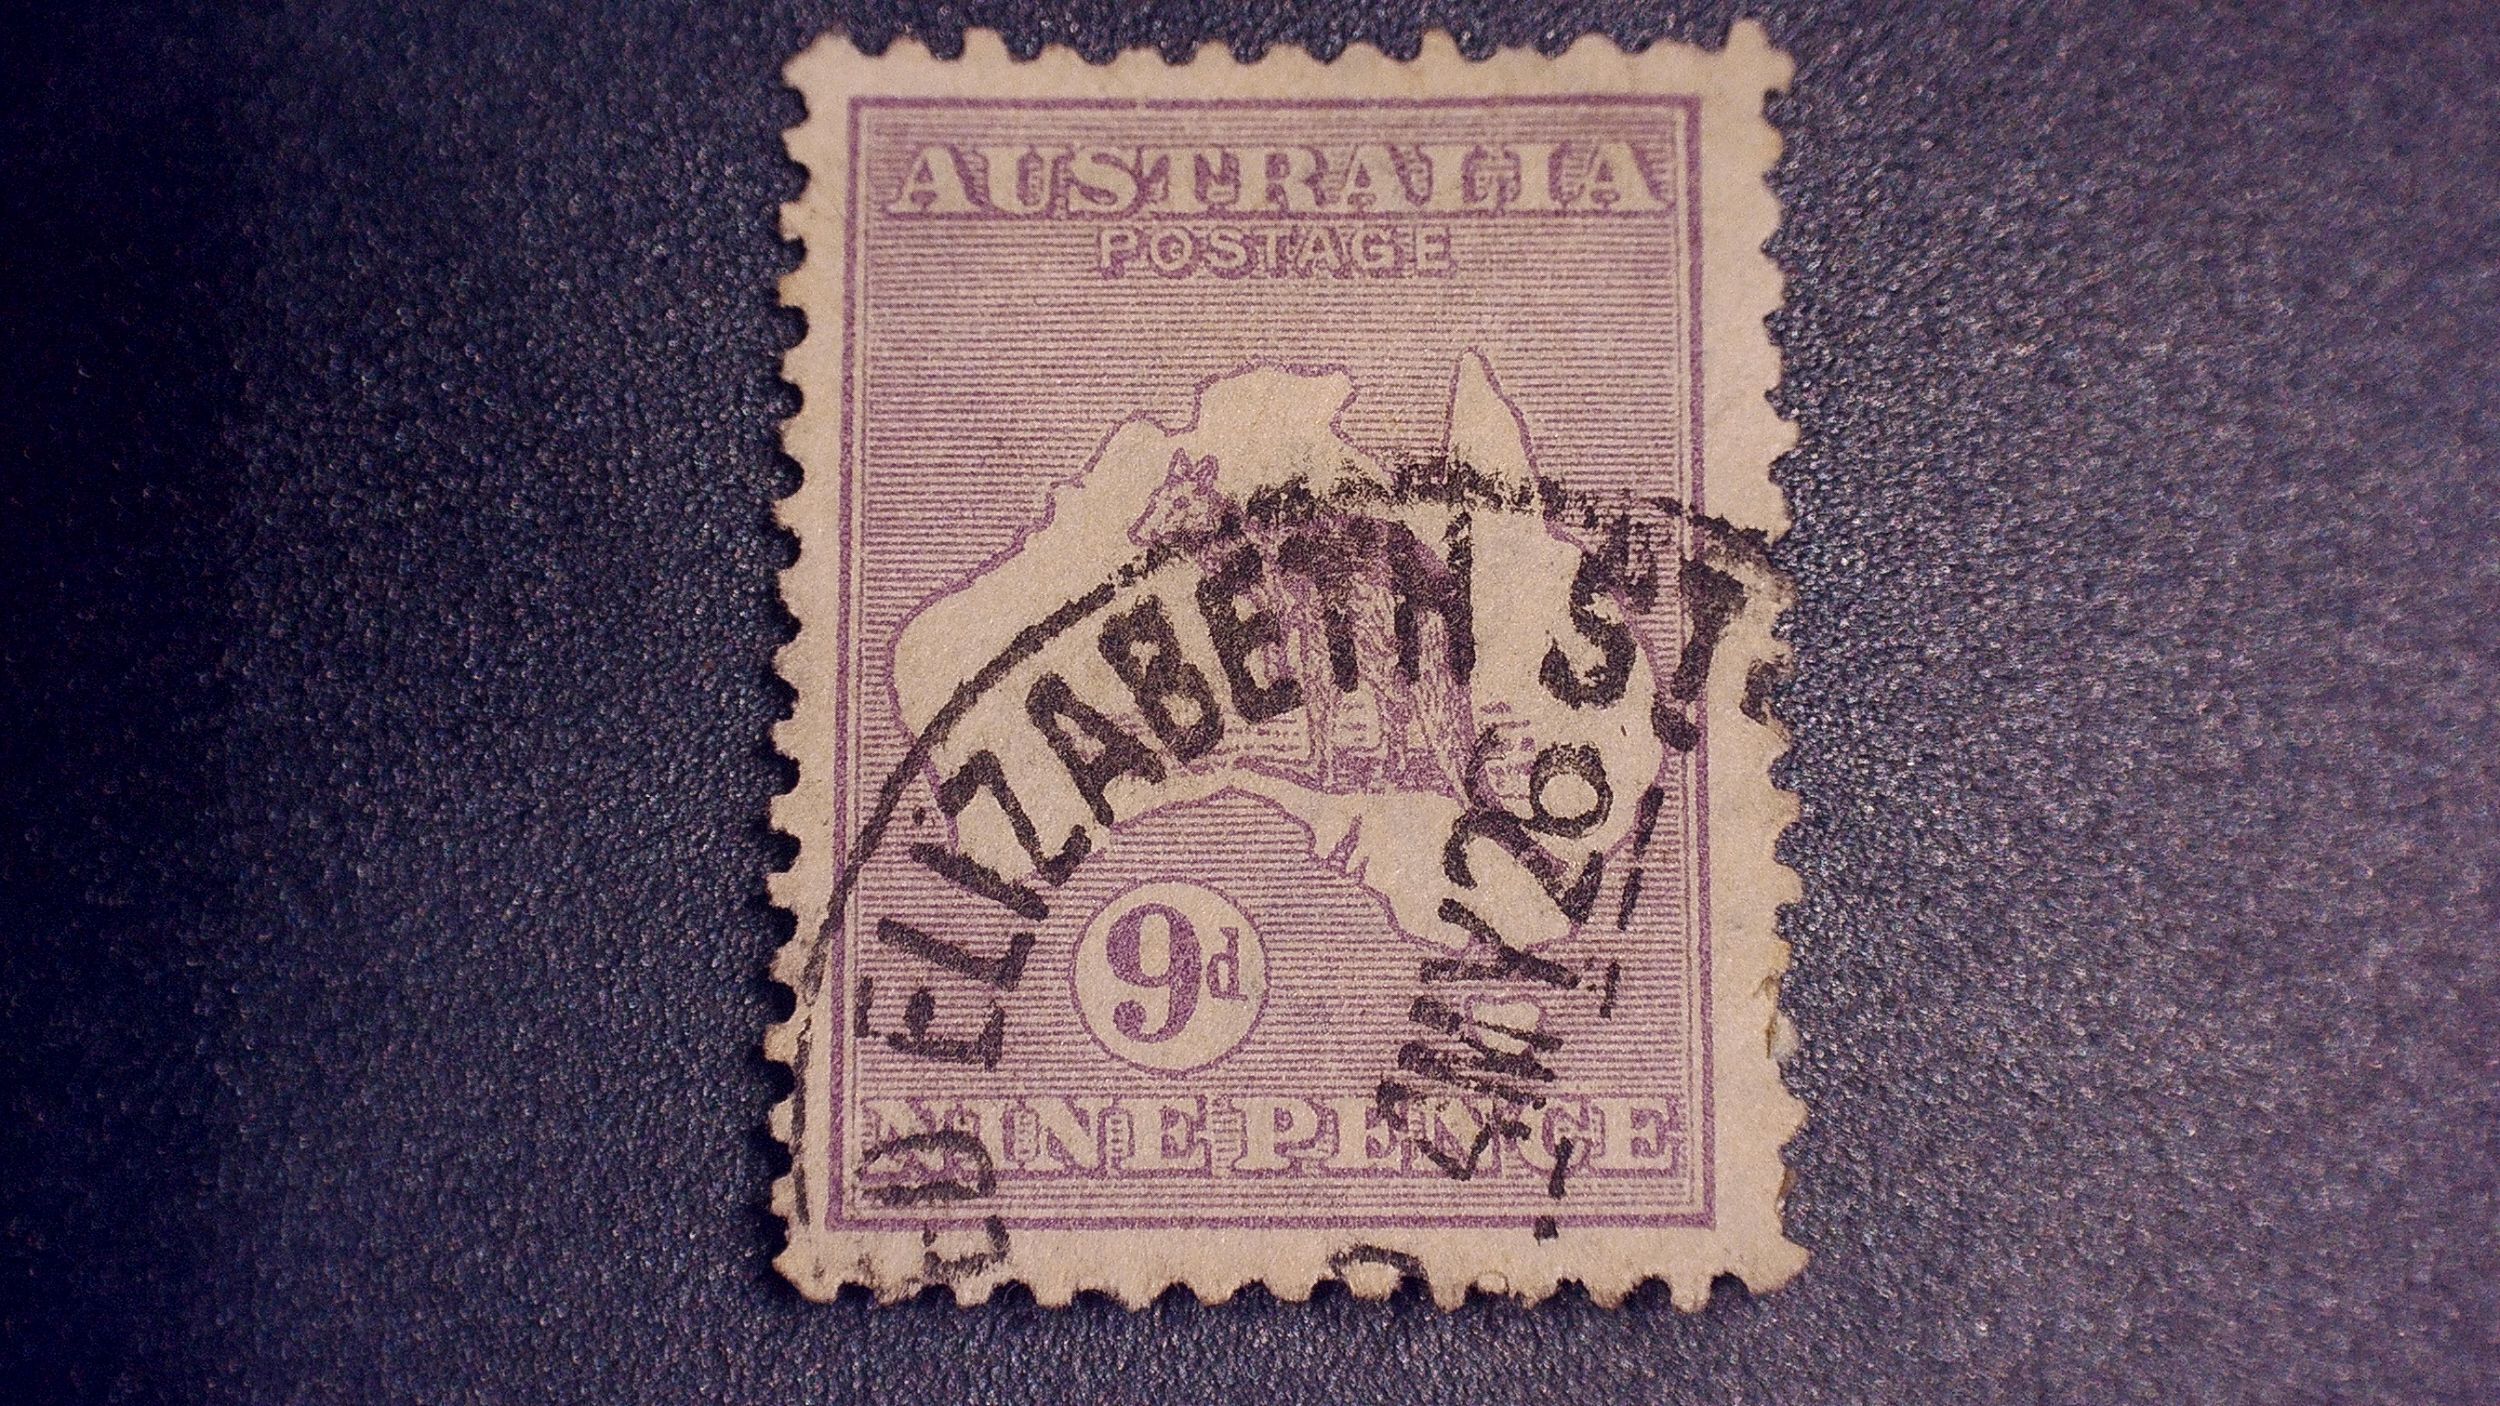 AUSTRALIA
POSTAGE
ELIZABETH ST.
MY 26
9d
NINE PENCE